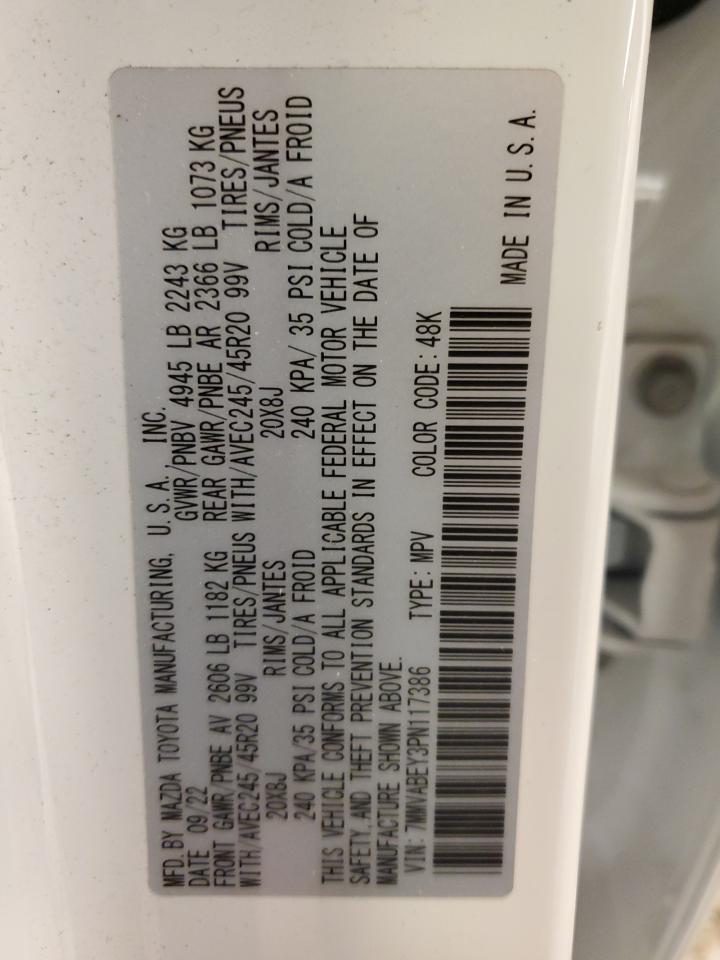 MFD. BY MAZDA TOYOTA MANUFACTURING, U.S.A., INC.
DATE 09/22 GVWR/PNBV 4945 LB 2243 KG
FRONT GAWR/PNBE AV 2606 LB 1182 KG REAR GAWR/PNBE AR 2366 LB 1073 KG
WITH/AVEC245/45R20 99V TIRES/PNEUS WITH/AVEC245/45R20 99V TIRES/PNEUS
20X8J RIMS/JANTES 20X8J RIMS/JANTES
240 KPA/35 PSI COLD/A FROID 240 KPA/ 35 PSI COLD/A FROID
THIS VEHICLE CONFORMS TO ALL APPLICABLE FEDERAL MOTOR VEHICLE
SAFETY,AND THEFT PREVENTION STANDARDS IN EFFECT ON THE DATE OF
MANUFACTURE SHOWN ABOVE.
VIN: 7MMVABEY3PN117386 TYPE: MPV COLOR CODE: 48K
MADE IN U.S.A.